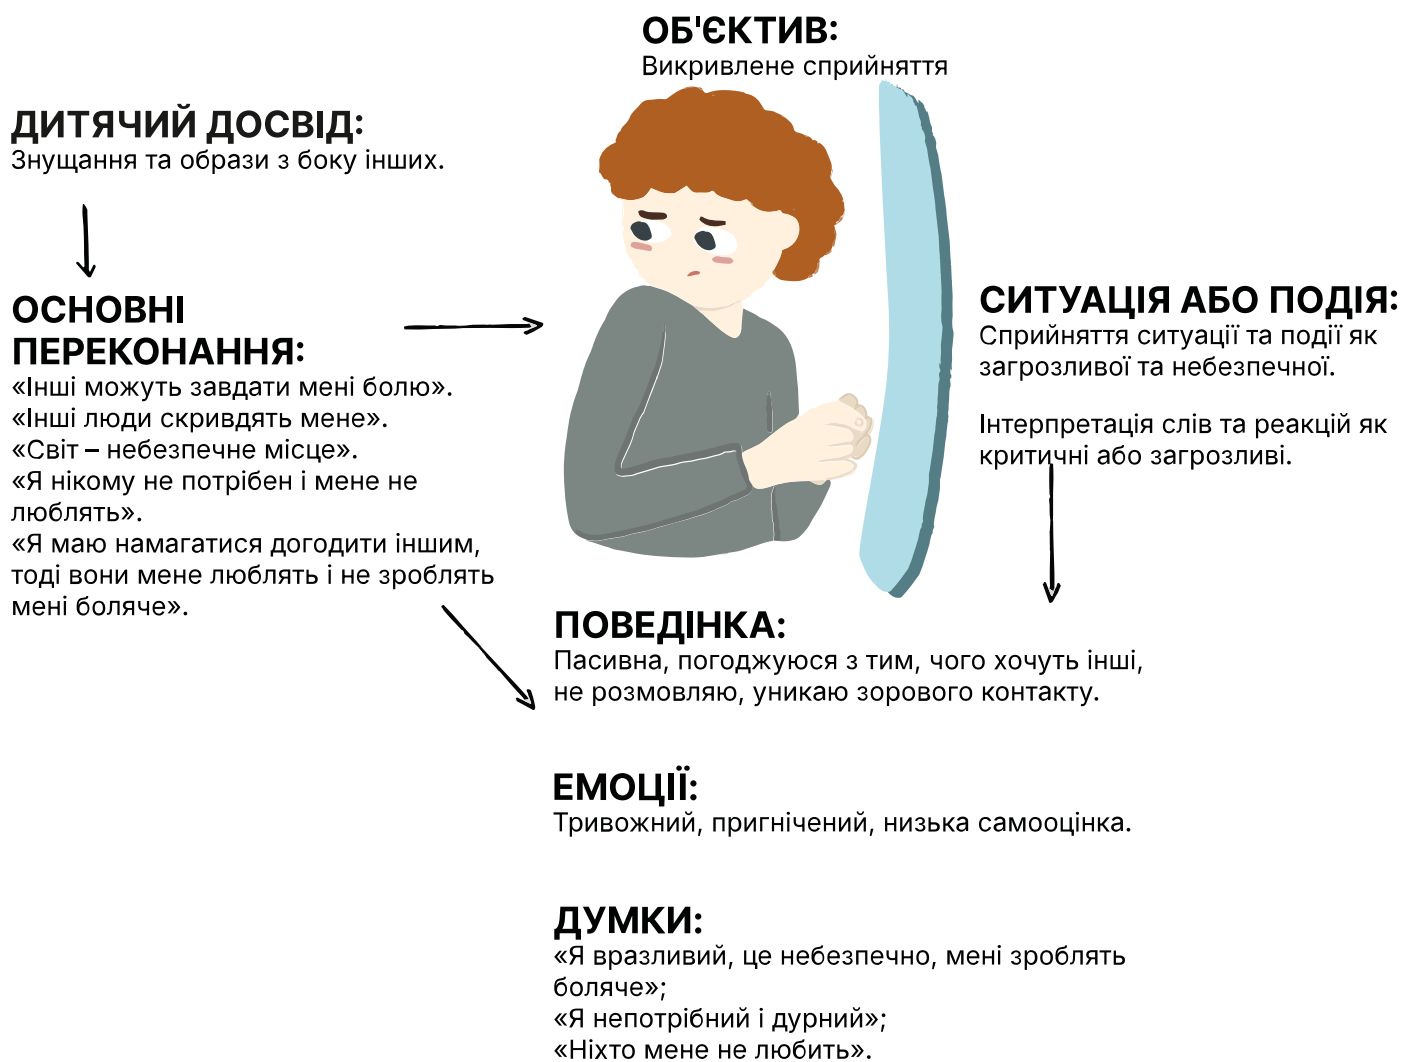 ОБ'ЄКТИВ:
Викривлене сприйняття
ДИТЯЧИЙ ДОСВІД:
Знущання та образи з боку інших.
ОСНОВНІ
ПЕРЕКОНАННЯ:
«Інші можуть завдати мені болю».
«Інші люди скривдять мене».
«Світ – небезпечне місце».
«Я нікому не потрібен і мене не
люблять».
«Я маю намагатися догодити іншим,
тоді вони мене люблять і не зроблять
мені боляче».
СИТУАЦІЯ АБО ПОДІЯ:
Сприйняття ситуації та події як
загрозливої та небезпечної.
Інтерпретація слів та реакцій як
критичні або загрозливі.
ПОВЕДІНКА:
Пасивна, погоджуюся з тим, чого хочуть інші,
не розмовляю, уникаю зорового контакту.
ЕМОЦІЇ:
Тривожний, пригнічений, низька самооцінка.
ДУМКИ:
«Я вразливий, це небезпечно, мені зроблять
боляче»;
«Я непотрібний і дурний»;
«Ніхто мене не любить».